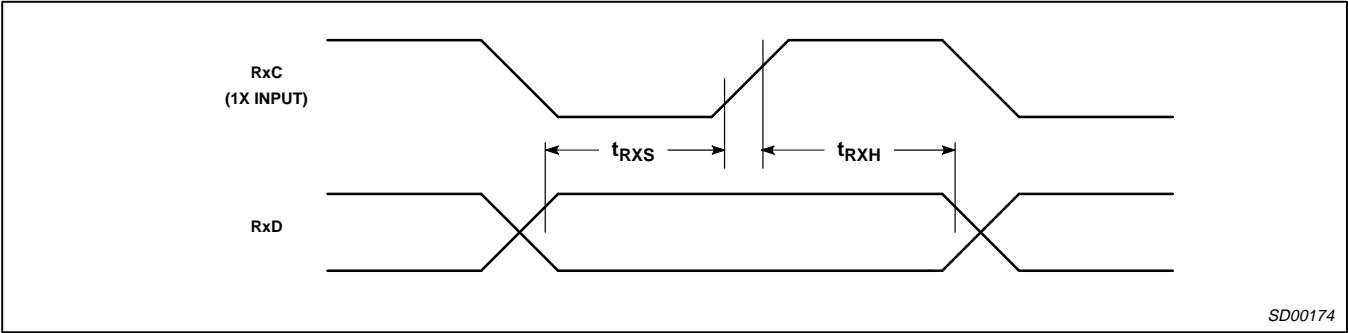 RxC
(1X INPUT)
tRXS
tRXH
RxD
SD00174